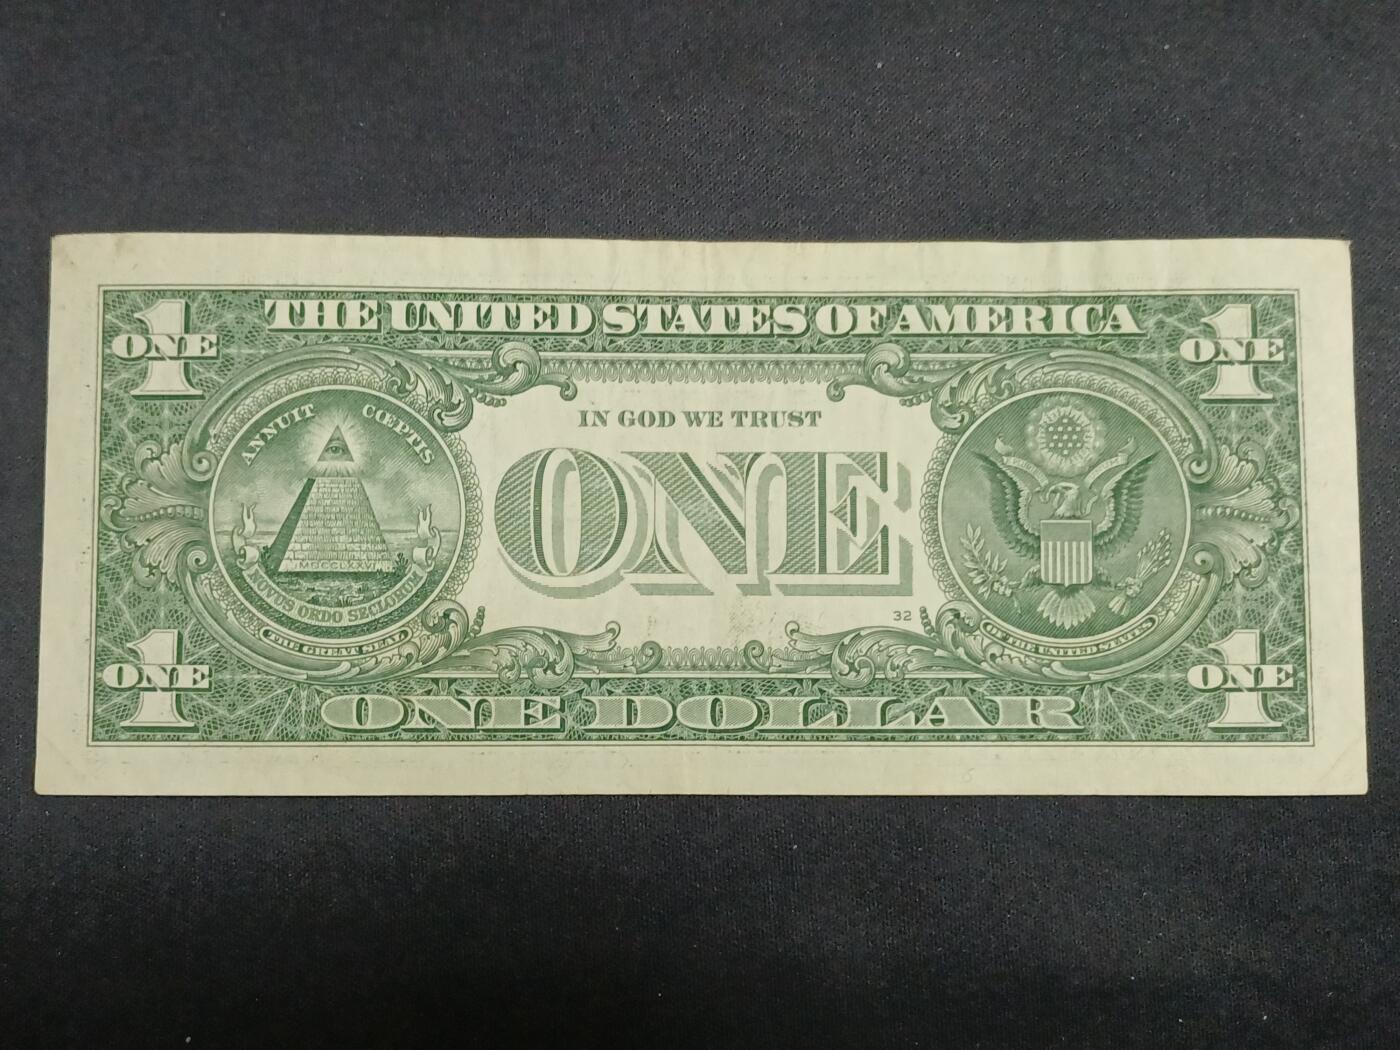 THE UNITED STATES OF AMERICA
1
ONE
1
ONE
ANNUIT CŒPTIS
IN GOD WE TRUST
ONE
MDCCLXXVI
NOVUS ORDO SECLORUM
THE GREAT SEAL
32
OF THE UNITED STATES
1
ONE
1
ONE
ONE DOLLAR